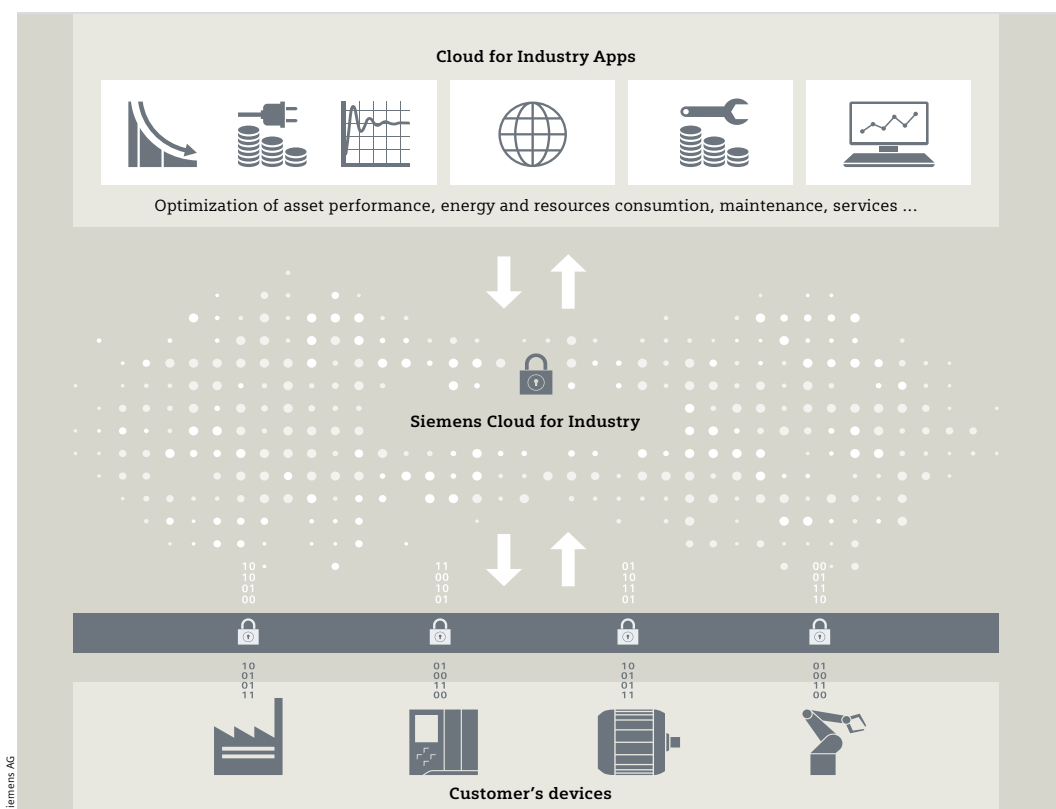 Cloud for Industry Apps
Optimization of asset performance, energy and resources consumtion, maintenance, services ...
Siemens Cloud for Industry
10 11 01 00
10 00 10 01
01 10 11 11
00 01 01 10
10 01 10 01
01 00 01 00
01 11 01 11
11 00 11 00
Customer's devices
iemens AG